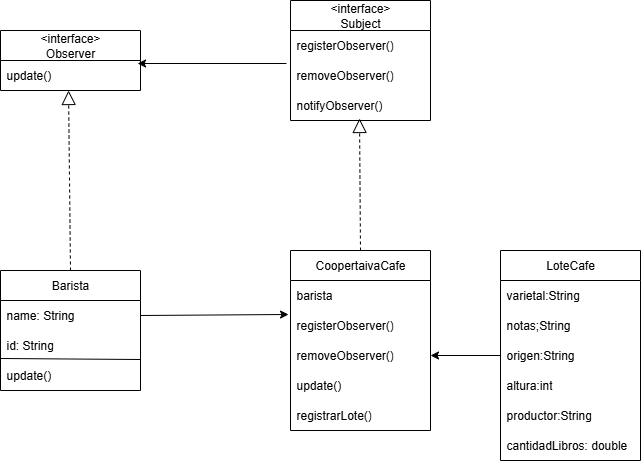 <interface>
Observer
update()
<interface>
Subject
registerObserver()
removeObserver()
notifyObserver()
Barista
name: String
id: String
update()
CoopertaivaCafe
barista
registerObserver()
removeObserver()
update()
registrarLote()
LoteCafe
varietal:String
notas;String
origen:String
altura:int
productor:String
cantidadLibros: double